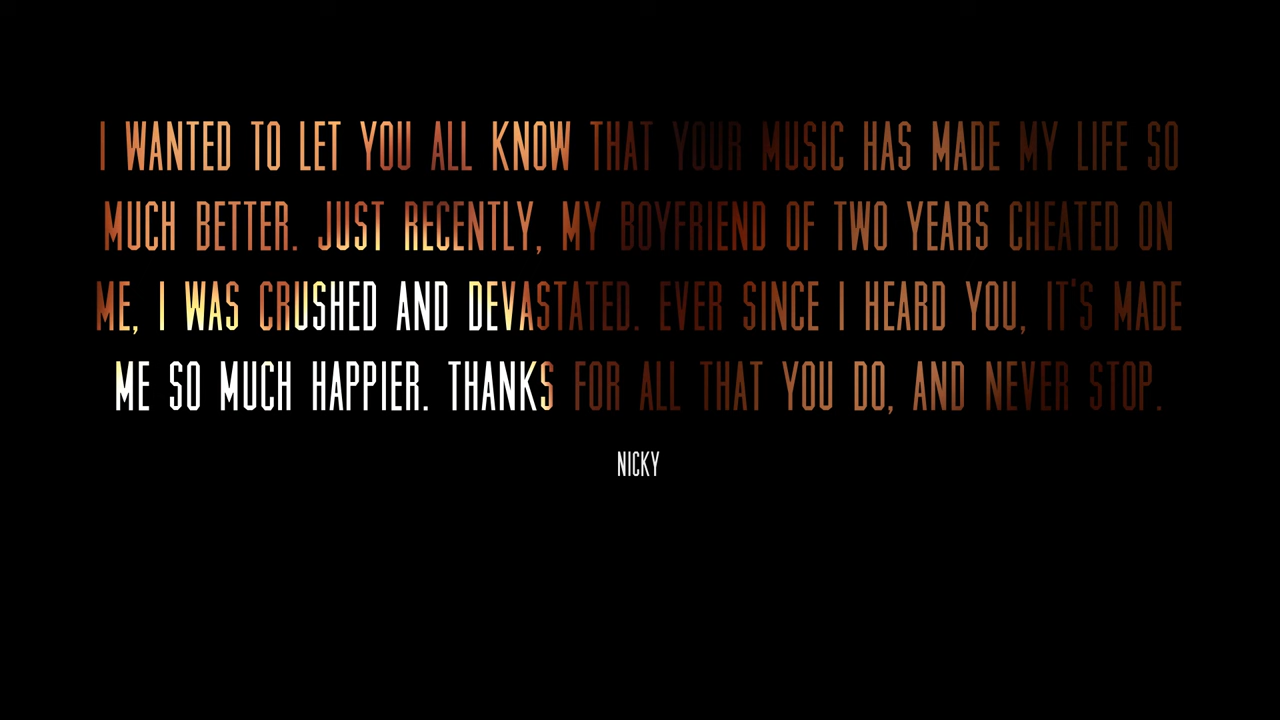 I WANTED TO LET YOU ALL KNOW THAT YOUR MUSIC HAS MADE MY LIFE SO
MUCH BETTER. JUST RECENTLY, MY BOYFRIEND OF TWO YEARS CHEATED ON
ME, I WAS CRUSHED AND DEVASTATED. EVER SINCE I HEARD YOU, IT'S MADE
ME SO MUCH HAPPIER. THANKS FOR ALL THAT YOU DO, AND NEVER STOP.
NICKY